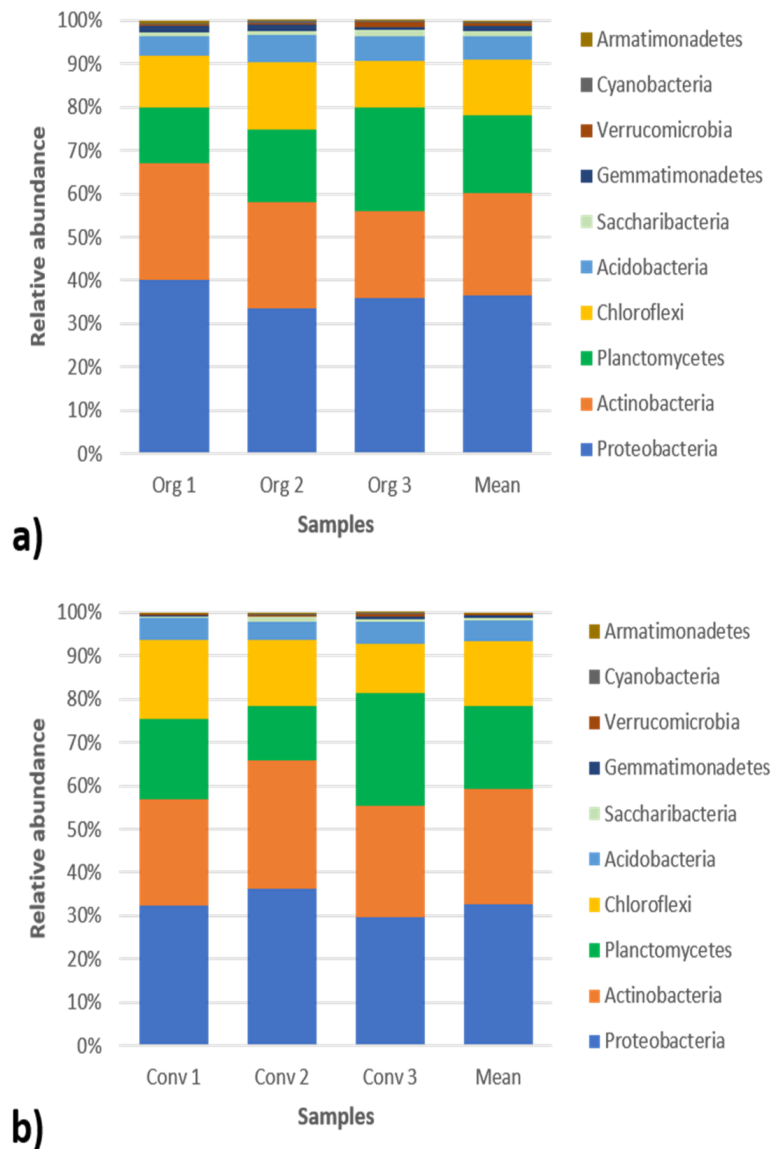 100%
90%
80%
70%
60%
50%
40%
30%
20%
10%
0%
Relative abundance
Org 1 Org 2 Org 3 Mean
Samples
Armatimonadetes
Cyanobacteria
Verrucomicrobia
Gemmatimonadetes
Saccharibacteria
Acidobacteria
Chloroflexi
Planctomycetes
Actinobacteria
Proteobacteria
a)
100%
90%
80%
70%
60%
50%
40%
30%
20%
10%
0%
Relative abundance
Conv 1 Conv 2 Conv 3 Mean
Samples
Armatimonadetes
Cyanobacteria
Verrucomicrobia
Gemmatimonadetes
Saccharibacteria
Acidobacteria
Chloroflexi
Planctomycetes
Actinobacteria
Proteobacteria
b)